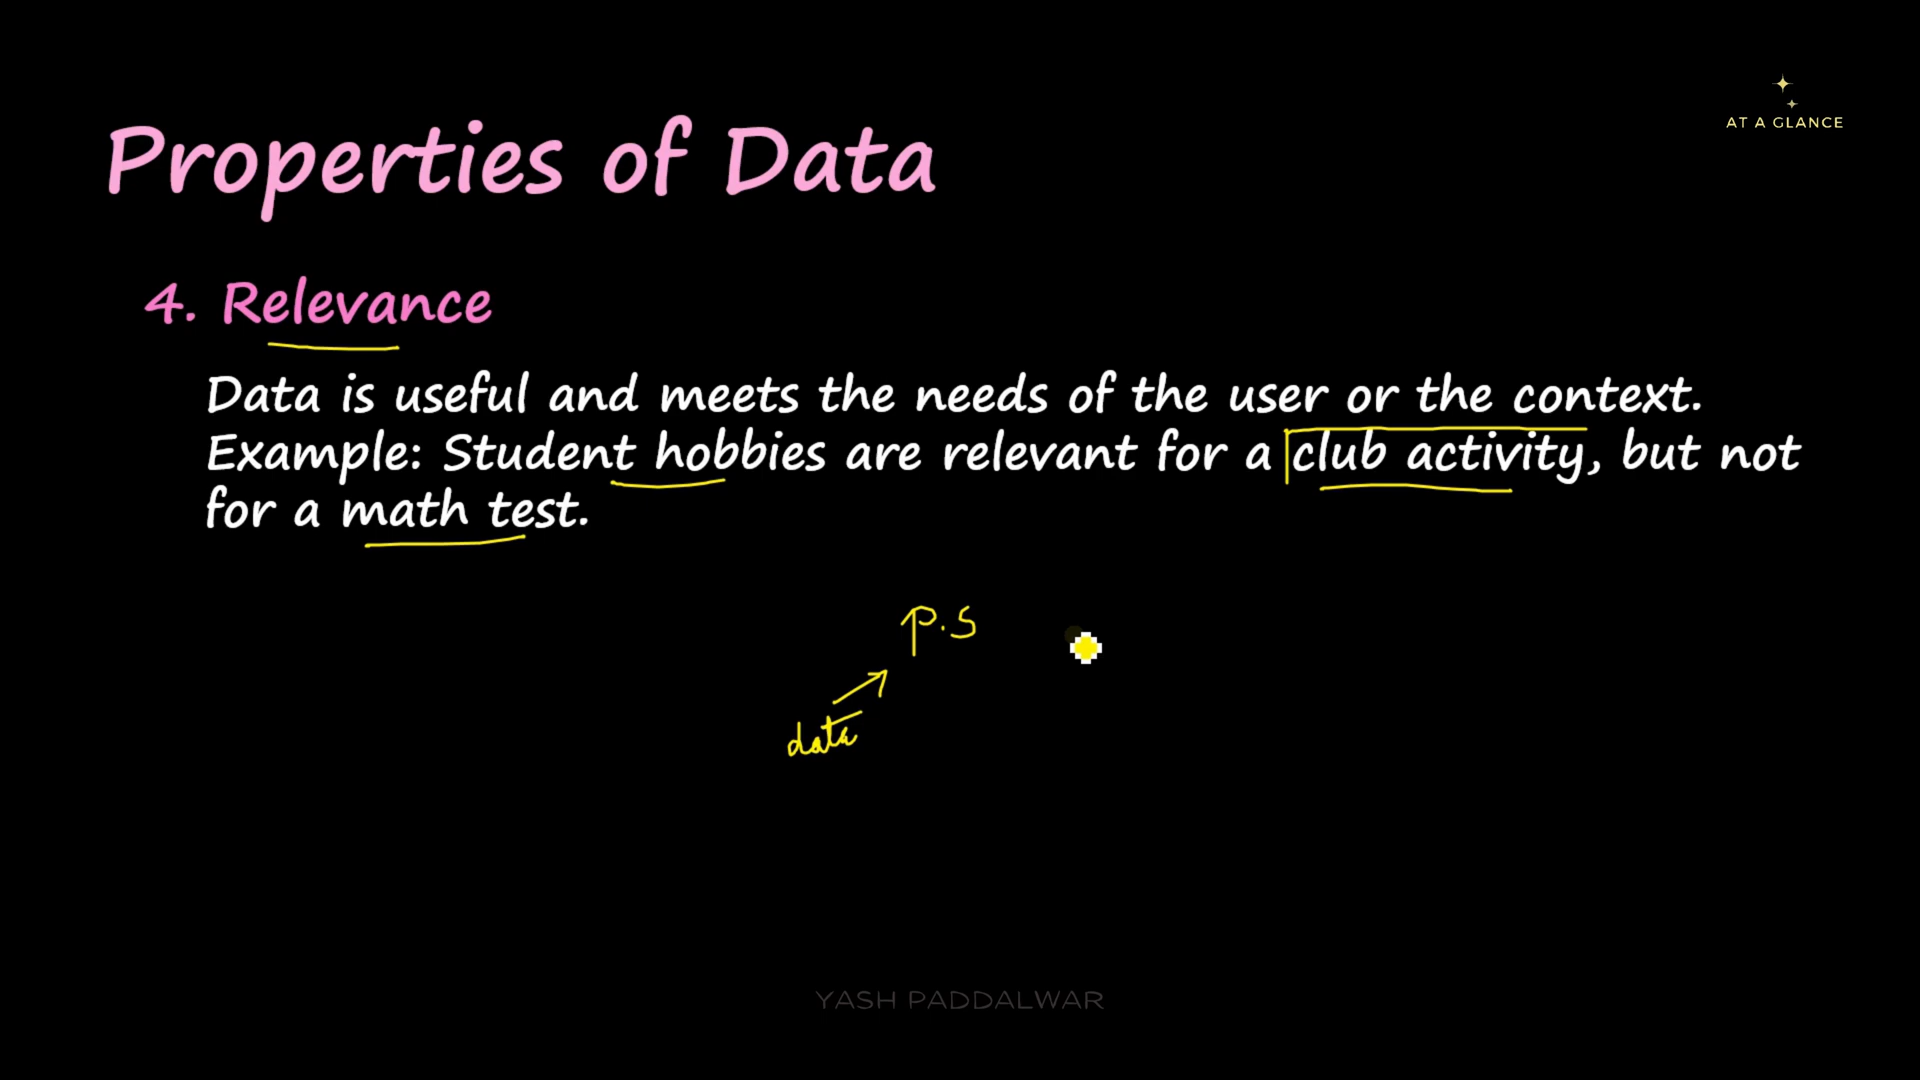 AT A GLANCE
Properties of Data
4. Relevance
Data is useful and meets the needs of the user or the context.
Example: Student hobbies are relevant for a club activity, but not
for a math test.
P.S
data
YASH PADDALWAR